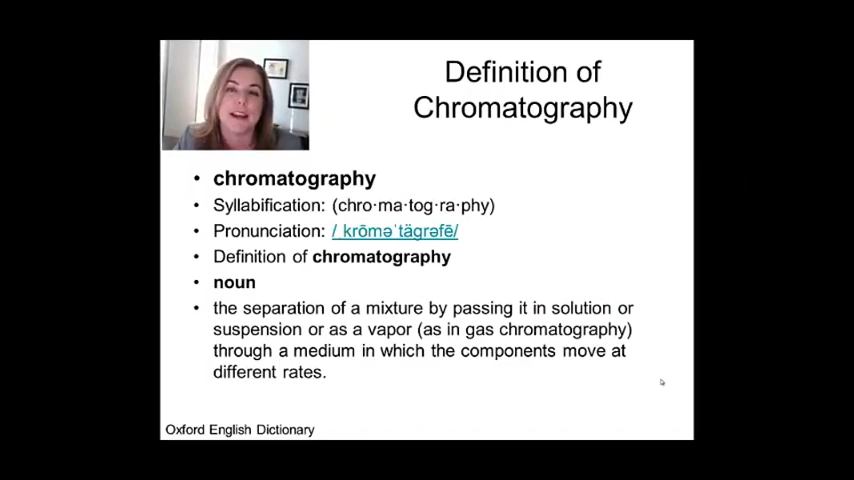 Definition of
Chromatography
• chromatography
• Syllabification: (chro·ma·tog·ra·phy)
• Pronunciation: /ˌkrōməˈtägrəfē/
• Definition of chromatography
• noun
• the separation of a mixture by passing it in solution or
suspension or as a vapor (as in gas chromatography)
through a medium in which the components move at
different rates.
Oxford English Dictionary